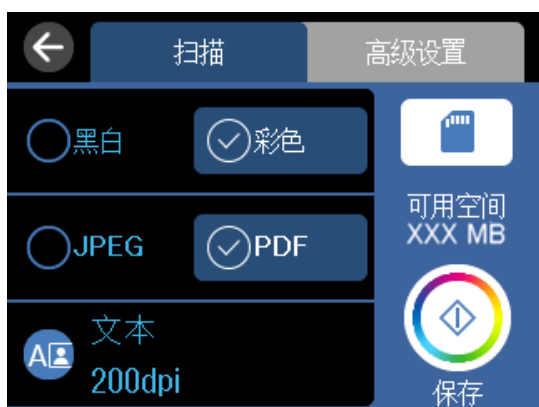 扫描
高级设置
黑白
彩色
可用空间
XXX MB
JPEG
PDF
A
文本
200dpi
保存